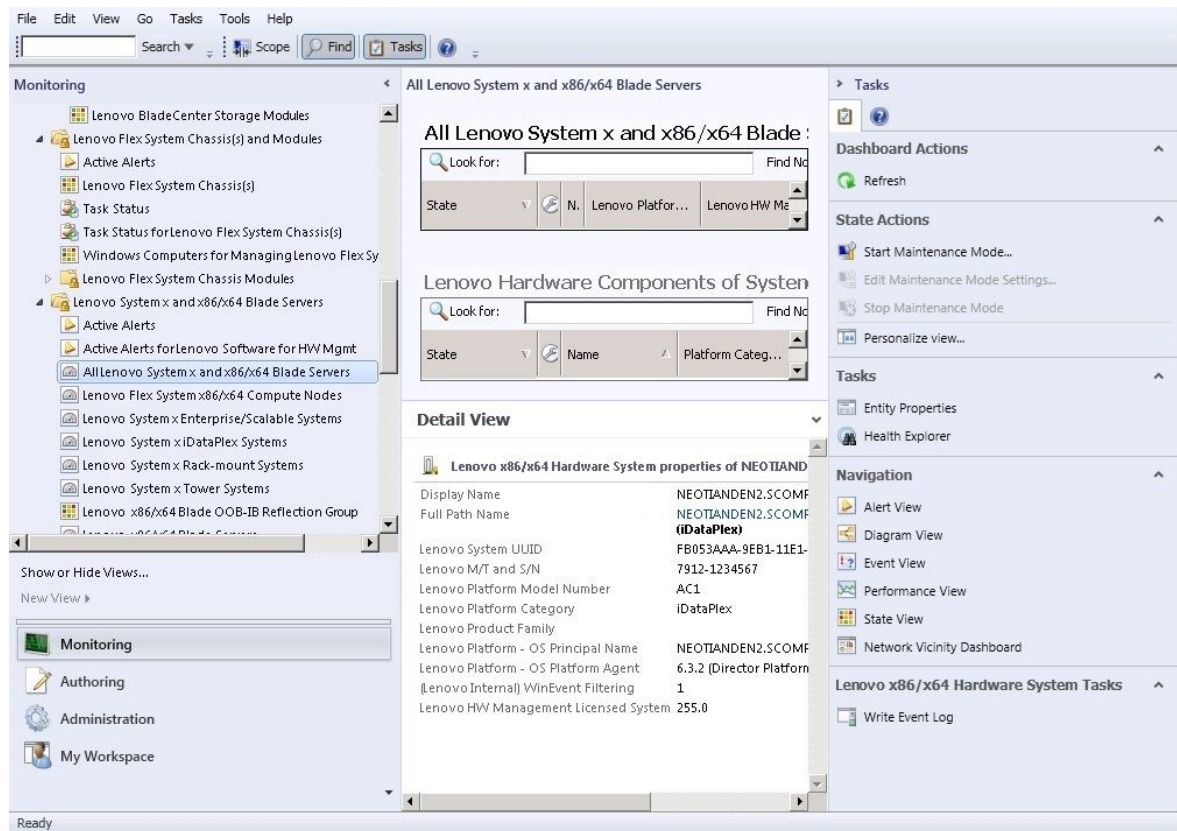 File Edit View Go Tasks Tools Help
Search Scope Find Tasks
Monitoring
Lenovo BladeCenter Storage Modules
Lenovo Flex System Chassis(s) and Modules
Active Alerts
Lenovo Flex System Chassis(s)
Task Status
Task Status for Lenovo Flex System Chassis(s)
Windows Computers for Managing Lenovo Flex Sy
Lenovo Flex System Chassis Modules
Lenovo System x and x86/x64 Blade Servers
Active Alerts
Active Alerts for Lenovo Software for HW Mgmt
All Lenovo System x and x86/x64 Blade Servers
Lenovo Flex System x86/x64 Compute Nodes
Lenovo System x Enterprise/Scalable Systems
Lenovo System x iDataPlex Systems
Lenovo System x Rack-mount Systems
Lenovo System x Tower Systems
Lenovo x86/x64 Blade OOB-IB Reflection Group
Show or Hide Views...
New View
Monitoring
Authoring
Administration
My Workspace
All Lenovo System x and x86/x64 Blade Servers
All Lenovo System x and x86/x64 Blade
Look for: Find No
State N. Lenovo Platfor... Lenovo HW Ma
Lenovo Hardware Components of System
Look for: Find No
State Name Platform Categ...
Detail View
Lenovo x86/x64 Hardware System properties of NEOTIAND
Display Name NEOTIANDEN2.SCOMF
Full Path Name NEOTIANDEN2.SCOMF
(iDataPlex)
Lenovo System UUID FB053AAA-9EB1-11E1-
Lenovo M/T and S/N 7912-1234567
Lenovo Platform Model Number AC1
Lenovo Platform Category iDataPlex
Lenovo Product Family
Lenovo Platform - OS Principal Name NEOTIANDEN2.SCOMF
Lenovo Platform - OS Platform Agent 6.3.2 (Director Platform
(Lenovo Internal) WinEvent Filtering 1
Lenovo HW Management Licensed System 255.0
Tasks
Dashboard Actions
Refresh
State Actions
Start Maintenance Mode...
Edit Maintenance Mode Settings...
Stop Maintenance Mode
Personalize view...
Tasks
Entity Properties
Health Explorer
Navigation
Alert View
Diagram View
Event View
Performance View
State View
Network Vicinity Dashboard
Lenovo x86/x64 Hardware System Tasks
Write Event Log
Ready